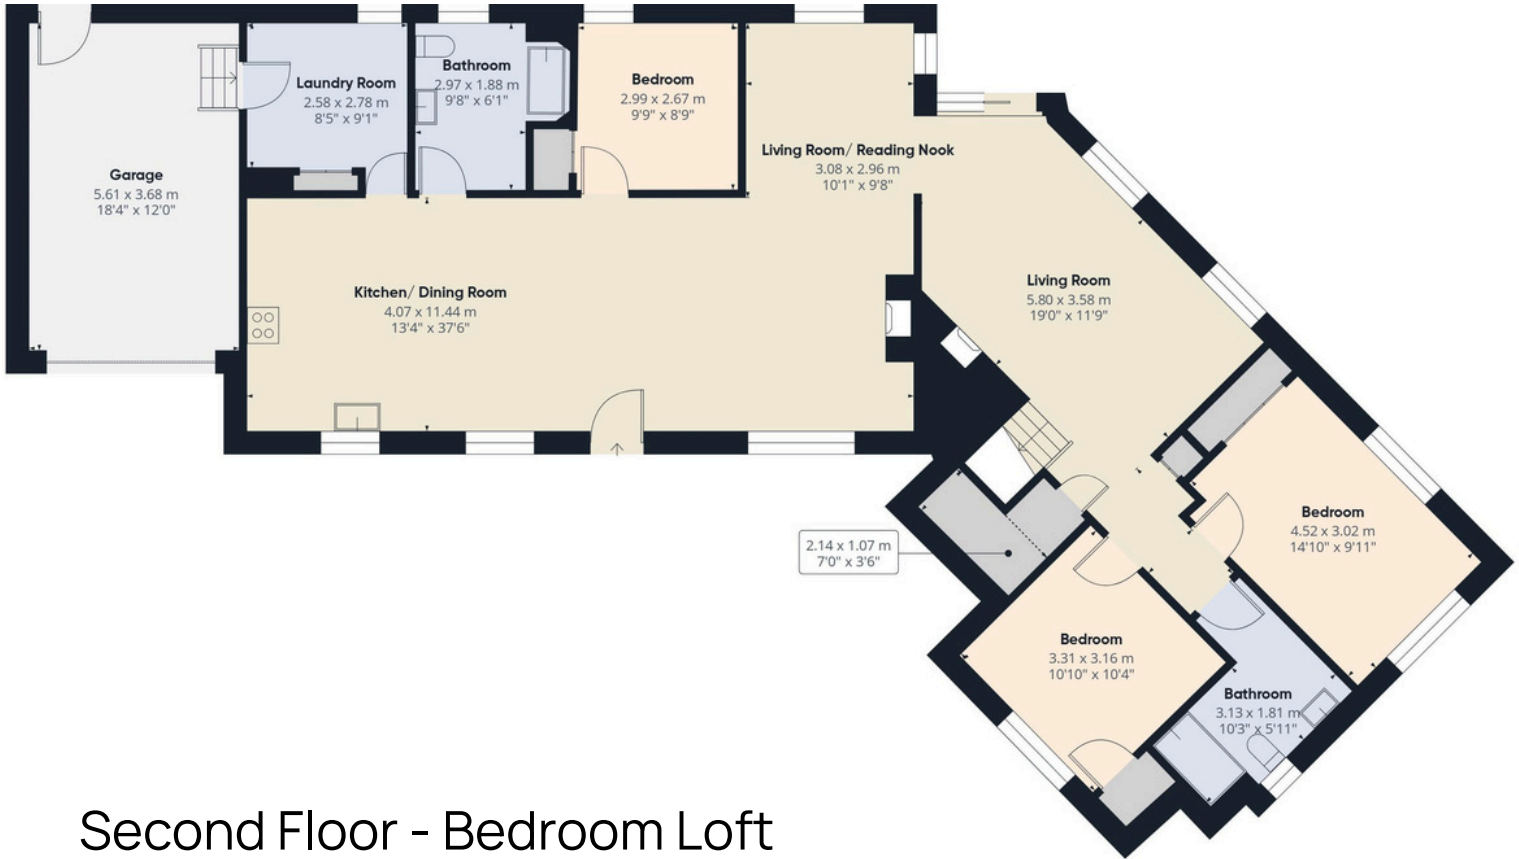 Garage
5.61 x 3.68 m
18'4" x 12'0"
Laundry Room
2.58 x 2.78 m
8'5" x 9'1"
Bathroom
2.97 x 1.88 m
9'8" x 6'1"
Bedroom
2.99 x 2.67 m
9'9" x 8'9"
Living Room/ Reading Nook
3.08 x 2.96 m
10'1" x 9'8"
Kitchen/ Dining Room
4.07 x 11.44 m
13'4" x 37'6"
Living Room
5.80 x 3.58 m
19'0" x 11'9"
2.14 x 1.07 m
7'0" x 3'6"
Bedroom
4.52 x 3.02 m
14'10" x 9'11"
Bedroom
3.31 x 3.16 m
10'10" x 10'4"
Bathroom
3.13 x 1.81 m
10'3" x 5'11"
Second Floor - Bedroom Loft